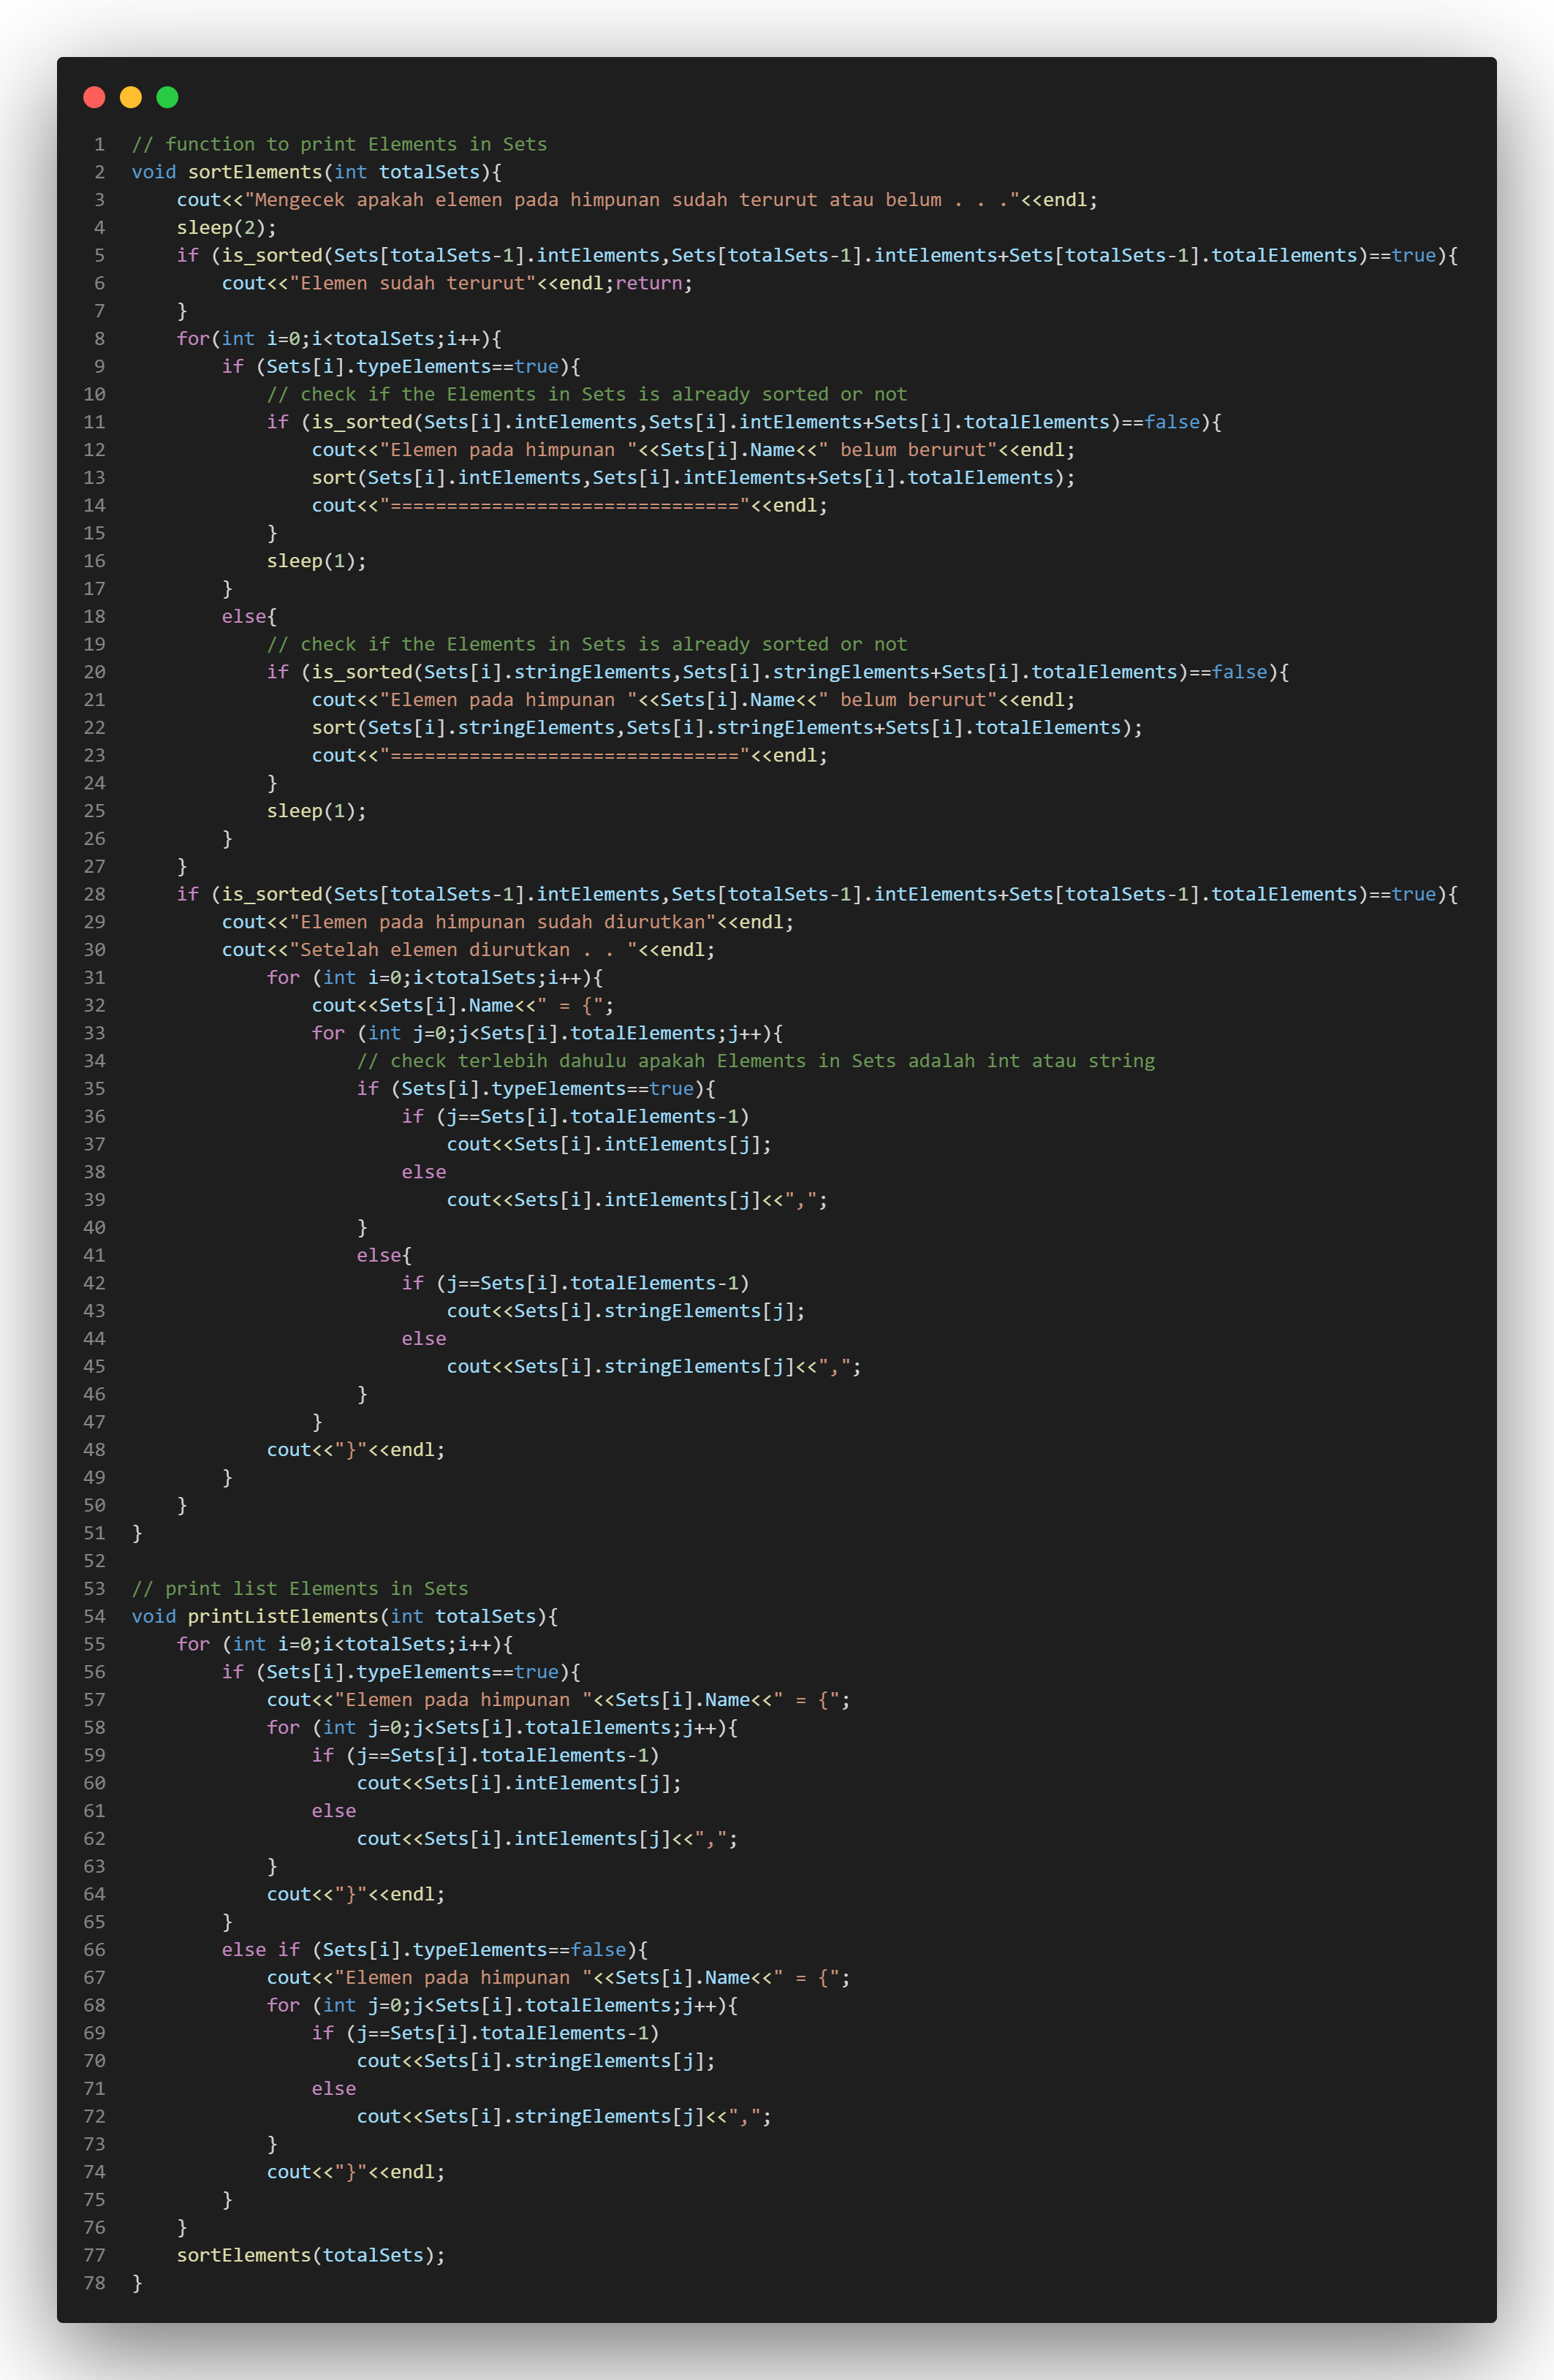 1 // function to print Elements in Sets
2 void sortElements(int totalSets){
3     cout<<"Mengecek apakah elemen pada himpunan sudah terurut atau belum . . ."<<endl;
4     sleep(2);
5     if (is_sorted(Sets[totalSets-1].intElements,Sets[totalSets-1].intElements+Sets[totalSets-1].totalElements)==true){
6         cout<<"Elemen sudah terurut"<<endl;return;
7     }
8     for(int i=0;i<totalSets;i++){
9         if (Sets[i].typeElements==true){
10             // check if the Elements in Sets is already sorted or not
11             if (is_sorted(Sets[i].intElements,Sets[i].intElements+Sets[i].totalElements)==false){
12                 cout<<"Elemen pada himpunan "<<Sets[i].Name<<" belum berurut"<<endl;
13                 sort(Sets[i].intElements,Sets[i].intElements+Sets[i].totalElements);
14                 cout<<"==============================="<<endl;
15             }
16             sleep(1);
17         }
18         else{
19             // check if the Elements in Sets is already sorted or not
20             if (is_sorted(Sets[i].stringElements,Sets[i].stringElements+Sets[i].totalElements)==false){
21                 cout<<"Elemen pada himpunan "<<Sets[i].Name<<" belum berurut"<<endl;
22                 sort(Sets[i].stringElements,Sets[i].stringElements+Sets[i].totalElements);
23                 cout<<"==============================="<<endl;
24             }
25             sleep(1);
26         }
27     }
28     if (is_sorted(Sets[totalSets-1].intElements,Sets[totalSets-1].intElements+Sets[totalSets-1].totalElements)==true){
29         cout<<"Elemen pada himpunan sudah diurutkan"<<endl;
30         cout<<"Setelah elemen diurutkan . . "<<endl;
31             for (int i=0;i<totalSets;i++){
32                 cout<<Sets[i].Name<<" = {";
33                 for (int j=0;j<Sets[i].totalElements;j++){
34                     // check terlebih dahulu apakah Elements in Sets adalah int atau string
35                     if (Sets[i].typeElements==true){
36                         if (j==Sets[i].totalElements-1)
37                             cout<<Sets[i].intElements[j];
38                         else
39                             cout<<Sets[i].intElements[j]<<",";
40                     }
41                     else{
42                         if (j==Sets[i].totalElements-1)
43                             cout<<Sets[i].stringElements[j];
44                         else
45                             cout<<Sets[i].stringElements[j]<<",";
46                     }
47                 }
48             cout<<"}"<<endl;
49         }
50     }
51 }
52
53 // print list Elements in Sets
54 void printListElements(int totalSets){
55     for (int i=0;i<totalSets;i++){
56         if (Sets[i].typeElements==true){
57             cout<<"Elemen pada himpunan "<<Sets[i].Name<<" = {";
58             for (int j=0;j<Sets[i].totalElements;j++){
59                 if (j==Sets[i].totalElements-1)
60                     cout<<Sets[i].intElements[j];
61                 else
62                     cout<<Sets[i].intElements[j]<<",";
63             }
64             cout<<"}"<<endl;
65         }
66         else if (Sets[i].typeElements==false){
67             cout<<"Elemen pada himpunan "<<Sets[i].Name<<" = {";
68             for (int j=0;j<Sets[i].totalElements;j++){
69                 if (j==Sets[i].totalElements-1)
70                     cout<<Sets[i].stringElements[j];
71                 else
72                     cout<<Sets[i].stringElements[j]<<",";
73             }
74             cout<<"}"<<endl;
75         }
76     }
77     sortElements(totalSets);
78 }